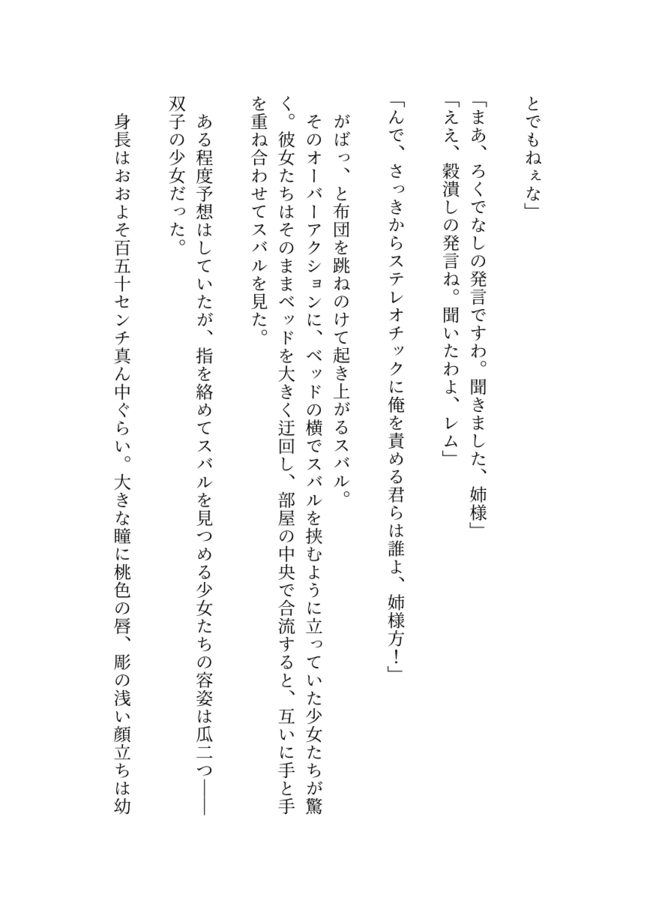 とでもねぇな」
「まあ、ろくでなしの発言ですわ。聞きました、姉様」
「ええ、穀潰しの発言ね。聞いたわよ、レム」
「んで、さっきからステレオチックに俺を責める君らは誰よ、姉様方！」
がばっ、と布団を跳ねのけて起き上がるスバル。
そのオーバーアクションに、ベッドの横でスバルを挟むように立っていた少女たちが驚
く。彼女たちはそのままベッドを大きく迂回し、部屋の中央で合流すると、互いに手と手
を重ね合わせてスバルを見た。
ある程度予想はしていたが、指を絡めてスバルを見つめる少女たちの容姿は瓜二つ――
双子の少女だった。
身長はおおよそ百五十センチ真ん中ぐらい。大きな瞳に桃色の唇、彫の浅い顔立ちは幼